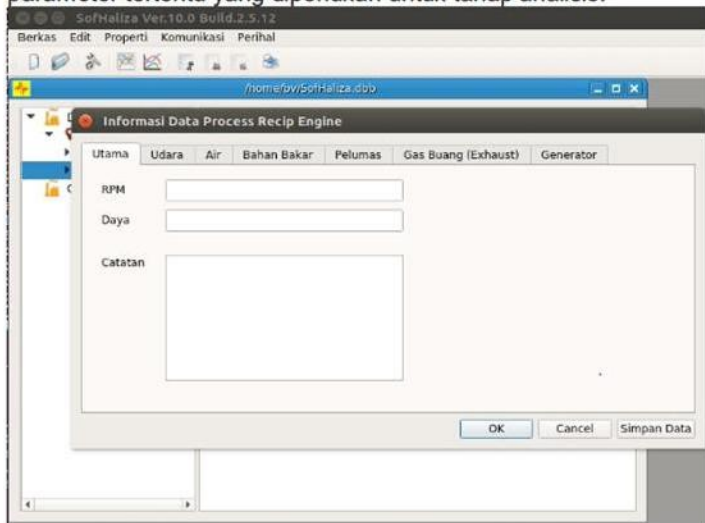 parameter tertentu yang diperlukan untuk tahap analisis.
SofHaliza Ver.10.0 Build.2.5.12
Berkas Edit Properti Komunikasi Perihal
/home/bv/SofHaliza.dbb
Informasi Data Process Recip Engine
Utama Udara Air Bahan Bakar Pelumas Gas Buang (Exhaust) Generator
RPM
Daya
Catatan
OK Cancel Simpan Data